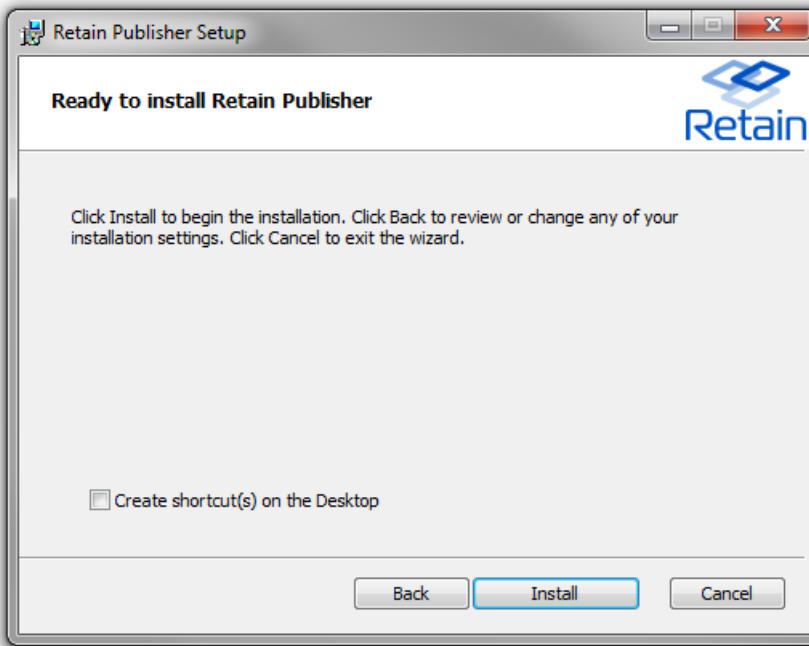 Retain Publisher Setup
Ready to install Retain Publisher
Retain
Click Install to begin the installation. Click Back to review or change any of your
installation settings. Click Cancel to exit the wizard.
Create shortcut(s) on the Desktop
Back
Install
Cancel